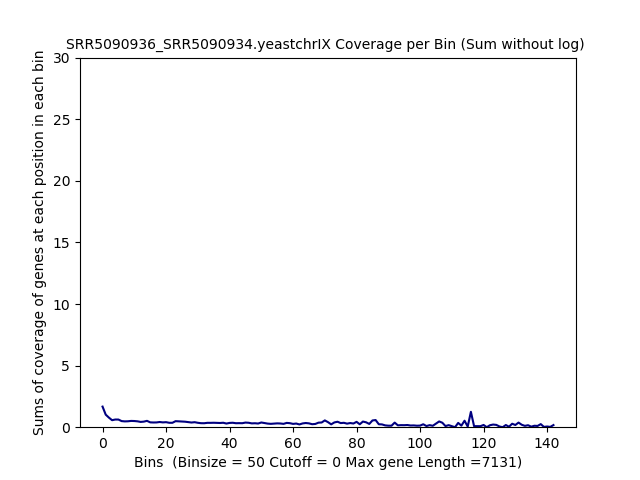 SRR5090936_SRR5090934.yeastchrIX Coverage per Bin (Sum without log)
Sums of coverage of genes at each position in each bin
30
25
20
15
10
5
0
0 20 40 60 80 100 120 140
Bins  (Binsize = 50 Cutoff = 0 Max gene Length =7131)